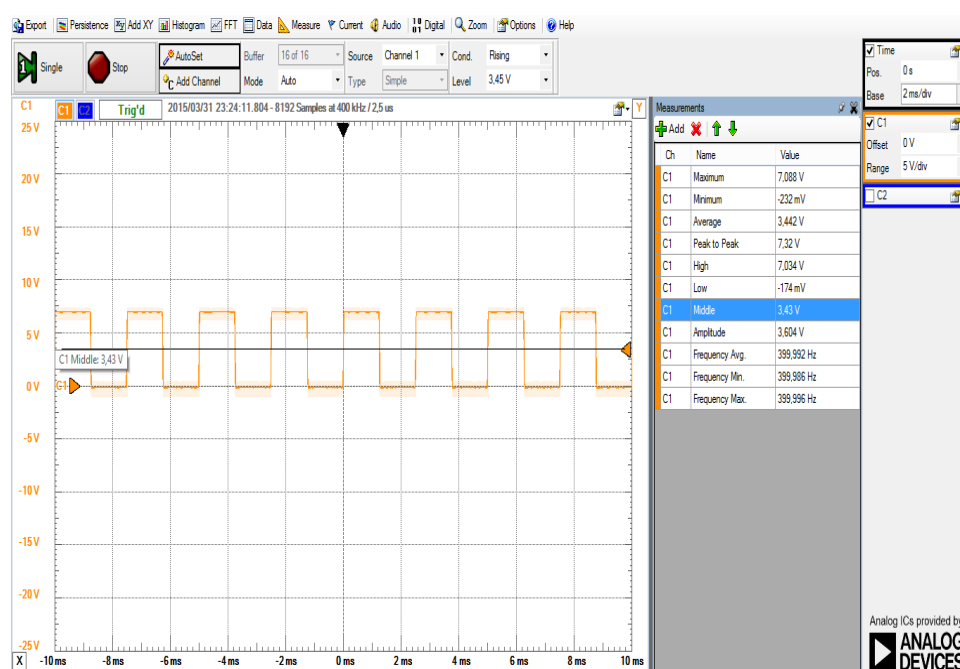 Export Persistence Add XY Histogram FFT Data Measure Current Audio Digital Zoom Options Help
1 Single Stop AutoSet Buffer 16 of 16 Source Channel 1 Cond. Rising
Add Channel Mode Auto Type Simple Level 3,45 V
C1 C1 C2 Trig'd 2015/03/31 23:24:11.804 - 8192 Samples at 400 kHz / 2,5 us Y
25 V
20 V
15 V
10 V
5 V
C1 Middle: 3,43 V
0 V C1
-5 V
-10 V
-15 V
-20 V
-25 V
X -10 ms -8 ms -6 ms -4 ms -2 ms 0 ms 2 ms 4 ms 6 ms 8 ms 10 ms
Measurements
Add
Ch Name Value
C1 Maximum 7,088 V
C1 Minimum -232 mV
C1 Average 3,442 V
C1 Peak to Peak 7,32 V
C1 High 7,034 V
C1 Low -174 mV
C1 Middle 3,43 V
C1 Amplitude 3,604 V
C1 Frequency Avg. 399,992 Hz
C1 Frequency Min. 399,986 Hz
C1 Frequency Max. 399,996 Hz
Time
Pos. 0 s
Base 2 ms/div
C1
Offset 0 V
Range 5 V/div
C2
Analog ICs provided by
ANALOG
DEVICES